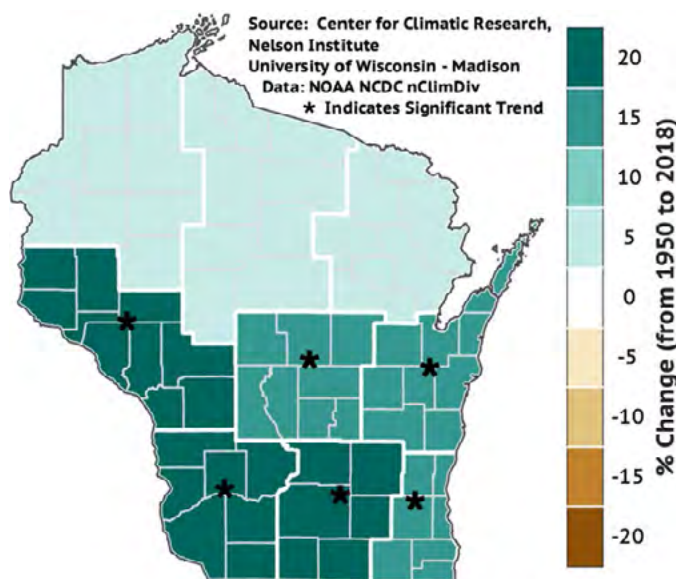 Source: Center for Climatic Research,
Nelson Institute
University of Wisconsin - Madison
Data: NOAA NCDC nClimDiv
* Indicates Significant Trend
20
15
10
5
0
-5
-10
-15
-20
% Change (from 1950 to 2018)